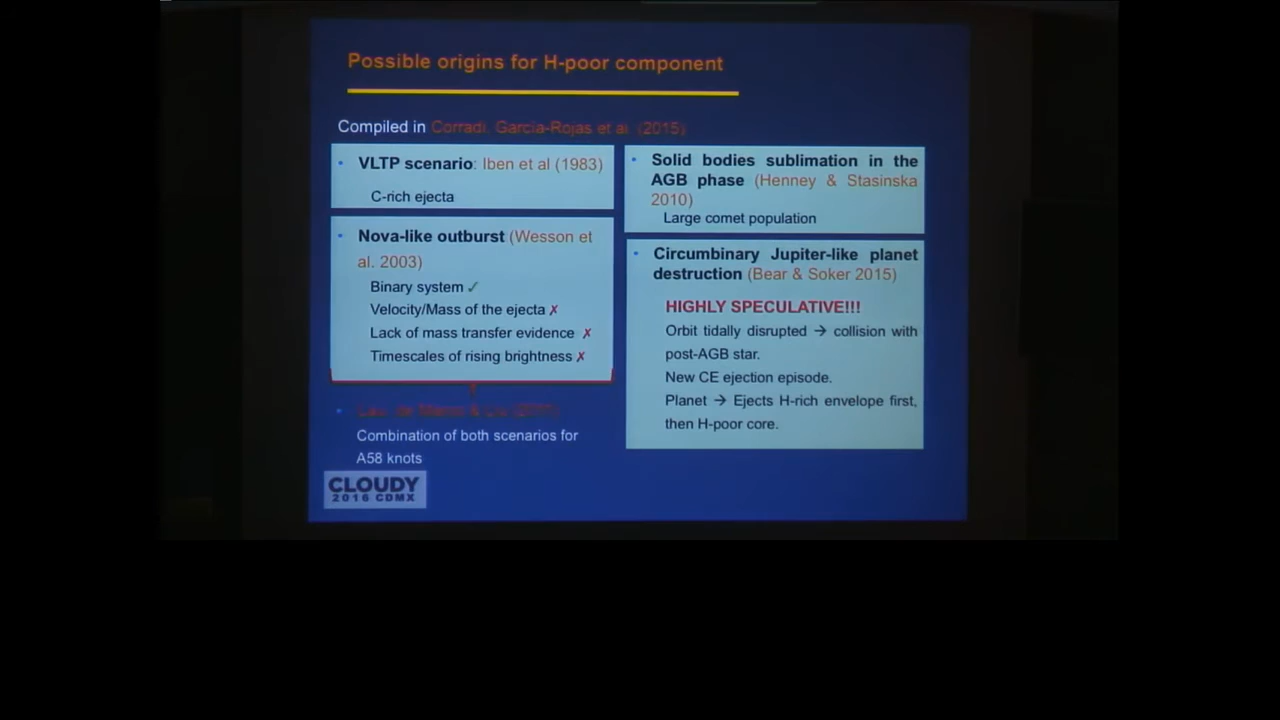 Possible origins for H-poor component
Compiled in Corradi, García-Rojas et al. (2015)
• VLTP scenario: Iben et al (1983)
C-rich ejecta
• Nova-like outburst (Wesson et
al. 2003)
Binary system ✓
Velocity/Mass of the ejecta ✗
Lack of mass transfer evidence ✗
Timescales of rising brightness ✗
• Lau, de Marco & Liu (2011)
Combination of both scenarios for
A58 knots
• Solid bodies sublimation in the
AGB phase (Henney & Stasinska
2010)
Large comet population
• Circumbinary Jupiter-like planet
destruction (Bear & Soker 2015)
HIGHLY SPECULATIVE!!!
Orbit tidally disrupted → collision with
post-AGB star.
New CE ejection episode.
Planet → Ejects H-rich envelope first,
then H-poor core.
CLOUDY
2016 CDMX